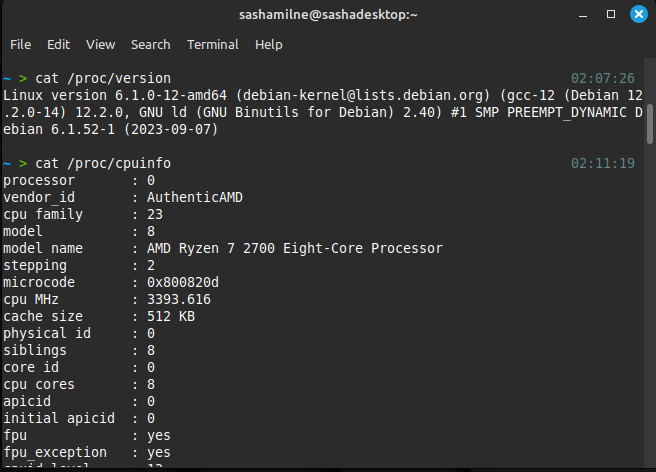 sashamilne@sashadesktop:~
File Edit View Search Terminal Help
~ > cat /proc/version 02:07:26
Linux version 6.1.0-12-amd64 (debian-kernel@lists.debian.org) (gcc-12 (Debian 12
.2.0-14) 12.2.0, GNU ld (GNU Binutils for Debian) 2.40) #1 SMP PREEMPT_DYNAMIC D
ebian 6.1.52-1 (2023-09-07)
~ > cat /proc/cpuinfo 02:11:19
processor : 0
vendor_id : AuthenticAMD
cpu family : 23
model : 8
model name : AMD Ryzen 7 2700 Eight-Core Processor
stepping : 2
microcode : 0x800820d
cpu MHz : 3393.616
cache size : 512 KB
physical id : 0
siblings : 8
core id : 0
cpu cores : 8
apicid : 0
initial apicid : 0
fpu : yes
fpu_exception : yes
cpuid level : 13